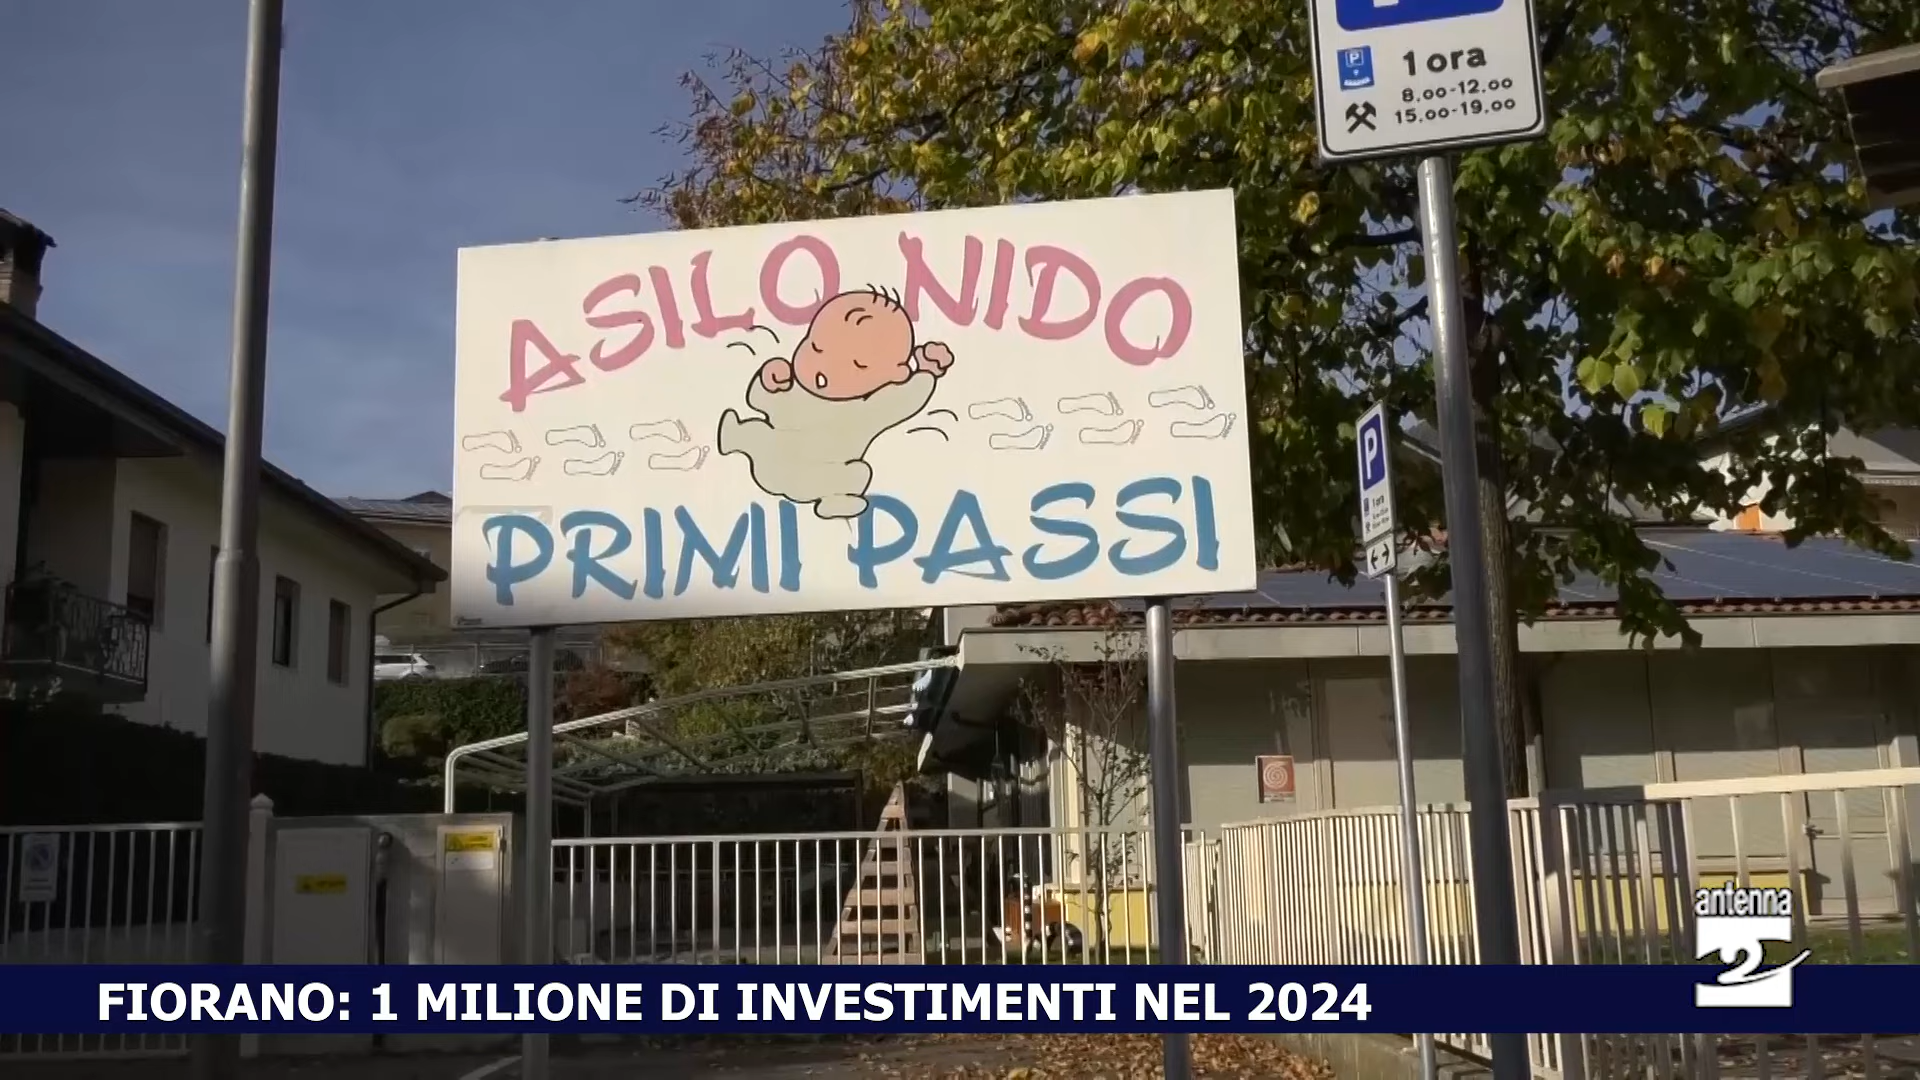 1 ora
8.00-12.00
15.00-19.00
ASILO NIDO
PRIMI PASSI
P
antenna
2
FIORANO: 1 MILIONE DI INVESTIMENTI NEL 2024